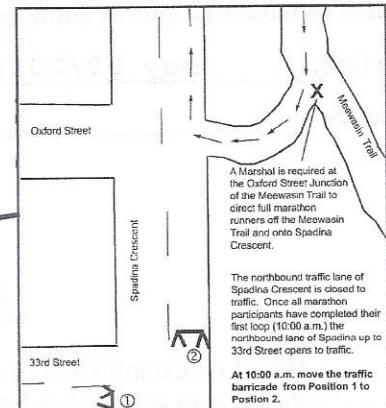 Oxford Street
Meewasin Trail
X
A Marshal is required at
the Oxford Street Junction
of the Meewasin Trail to
direct full marathon
runners off the Meewasin
Trail and onto Spadina
Crescent.
Spadina Crescent
The northbound traffic lane of
Spadina Crescent is closed to
traffic. Once all marathon
participants have completed their
first loop (10:00 a.m.) the
northbound lane of Spadina up to
33rd Street opens to traffic.
33rd Street
②
①
At 10:00 a.m. move the traffic
barricade from Position 1 to
Postion 2.